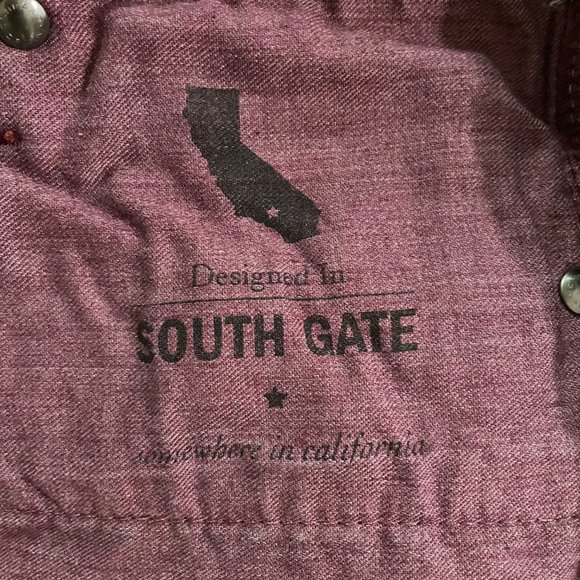 Designed In
SOUTH GATE
somewhere in california